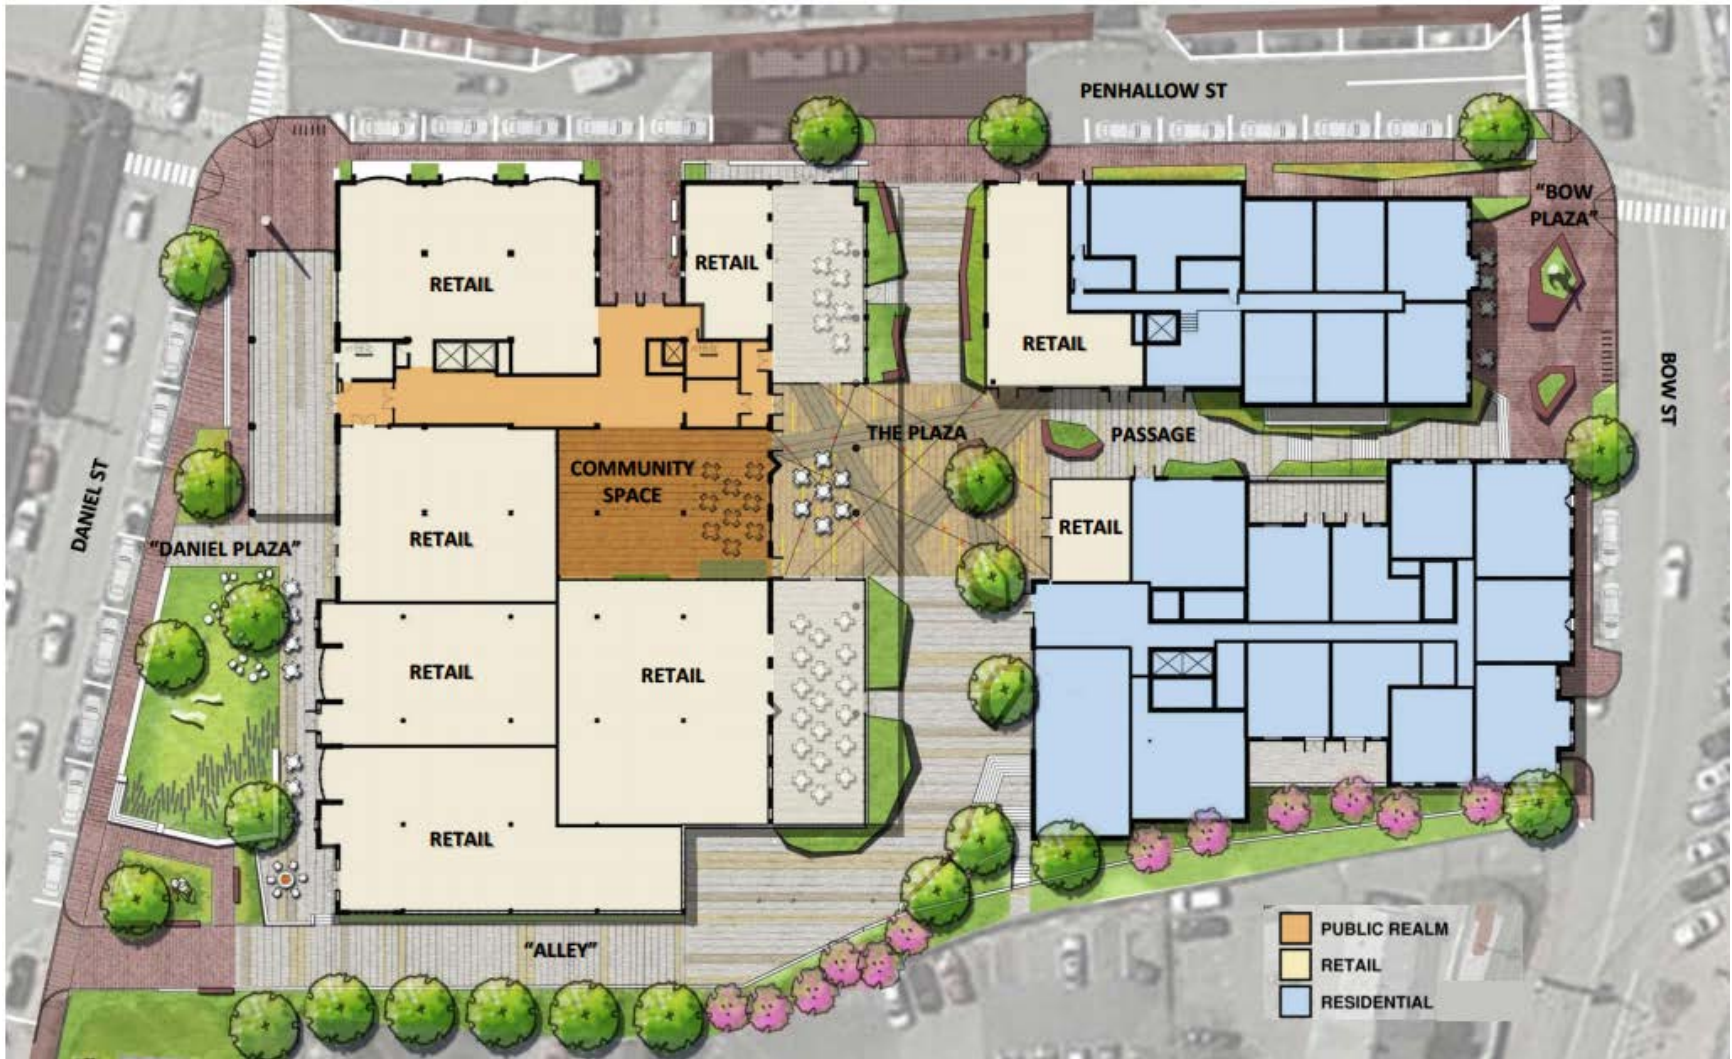 PENHALLOW ST
“BOW
PLAZA”
RETAIL
RETAIL
RETAIL
BOW ST
THE PLAZA
PASSAGE
COMMUNITY
SPACE
DANIEL ST
RETAIL
RETAIL
“DANIEL PLAZA”
RETAIL
RETAIL
RETAIL
“ALLEY”
PUBLIC REALM
RETAIL
RESIDENTIAL